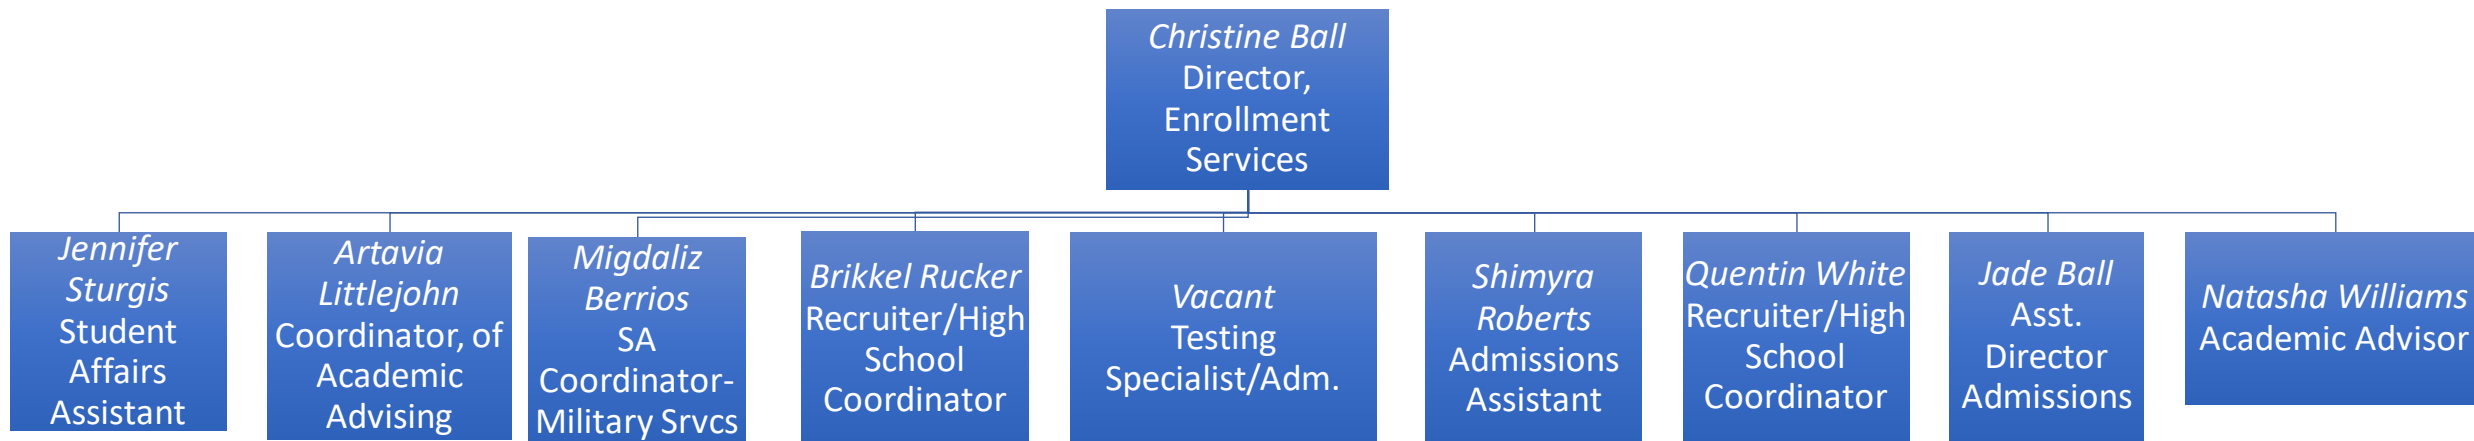 Christine Ball
Director,
Enrollment
Services
Jennifer
Sturgis
Student
Affairs
Assistant
Artavia
Littlejohn
Coordinator, of
Academic
Advising
Migdaliz
Berrios
SA
Coordinator-
Military Srvcs
Brikkel Rucker
Recruiter/High
School
Coordinator
Vacant
Testing
Specialist/Adm.
Shimyra
Roberts
Admissions
Assistant
Quentin White
Recruiter/High
School
Coordinator
Jade Ball
Asst.
Director
Admissions
Natasha Williams
Academic Advisor